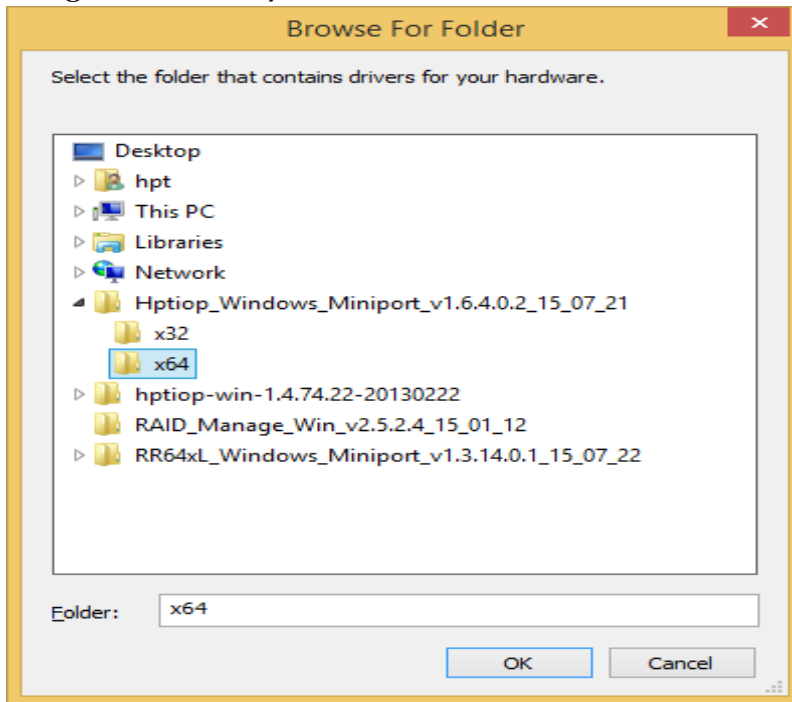 Browse For Folder
Select the folder that contains drivers for your hardware.
Desktop
hpt
This PC
Libraries
Network
Hptiop_Windows_Miniport_v1.6.4.0.2_15_07_21
x32
x64
hptiop-win-1.4.74.22-20130222
RAID_Manage_Win_v2.5.2.4_15_01_12
RR64xL_Windows_Miniport_v1.3.14.0.1_15_07_22
Folder: x64
OK Cancel